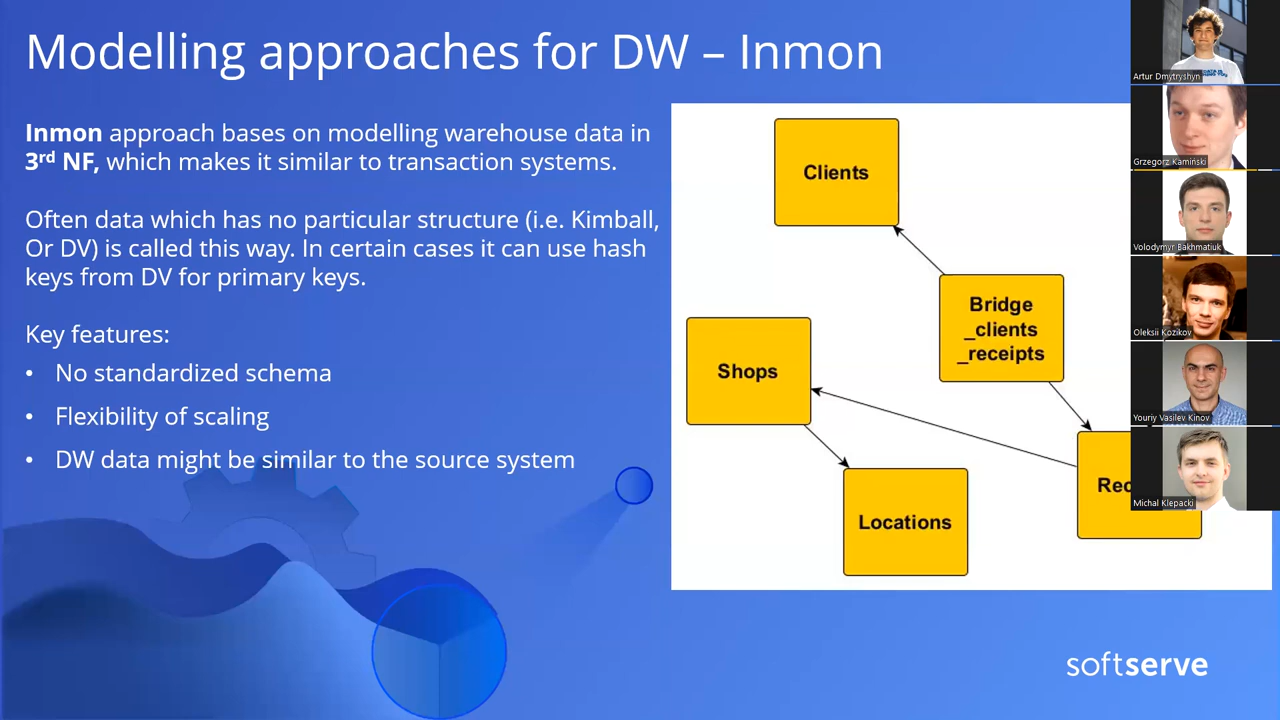 Modelling approaches for DW – Inmon
Inmon approach bases on modelling warehouse data in
3rd NF, which makes it similar to transaction systems.
Often data which has no particular structure (i.e. Kimball,
Or DV) is called this way. In certain cases it can use hash
keys from DV for primary keys.
Key features:
• No standardized schema
• Flexibility of scaling
• DW data might be similar to the source system
Clients
Bridge
_clients
_receipts
Shops
Locations
Rec
Artur Dmytryshyn
Grzegorz Kamiński
Volodymyr Bakhmatiuk
Oleksii Kozikov
Youriy Vasilev Kinov
Michal Klepacki
softserve